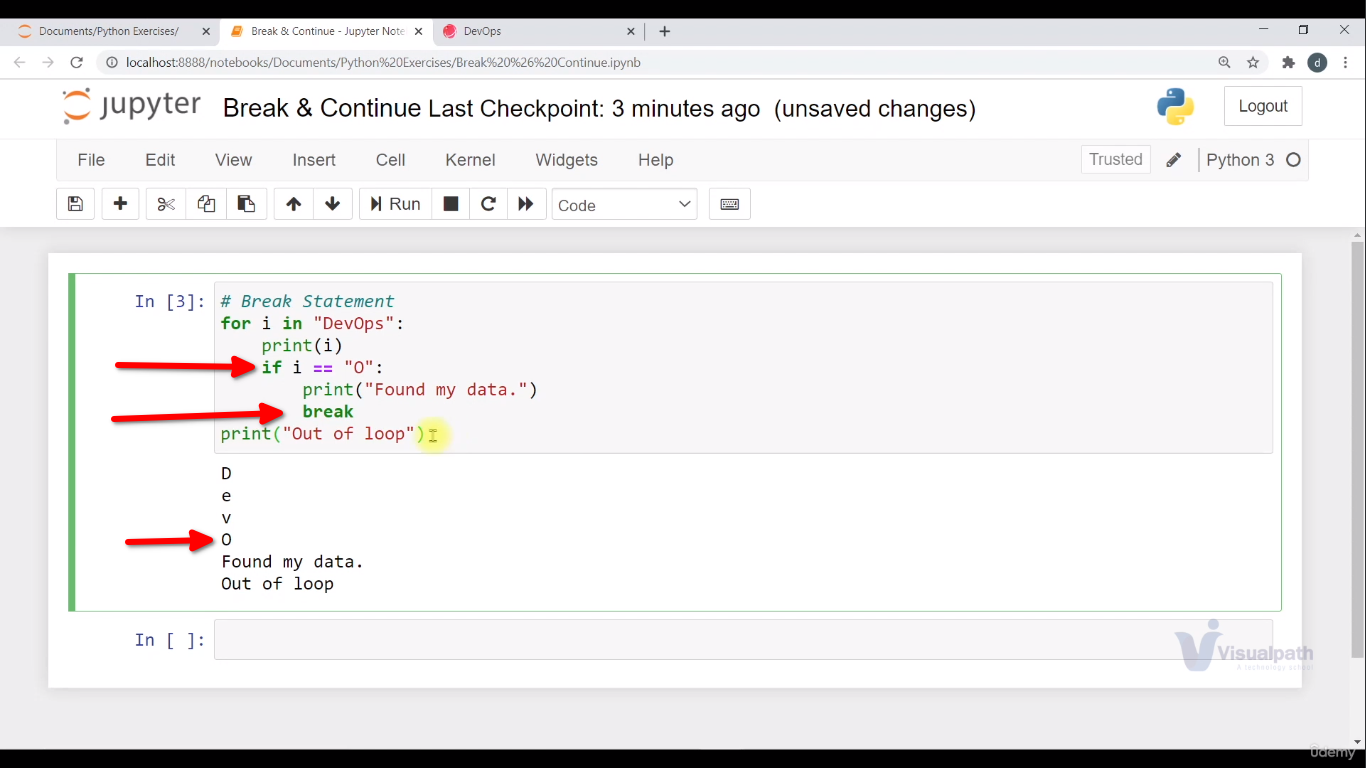 Documents/Python Exercises/
Break & Continue - Jupyter Note
DevOps
localhost:8888/notebooks/Documents/Python%20Exercises/Break%20%26%20Continue.ipynb
d
jupyter
Break & Continue Last Checkpoint: 3 minutes ago (unsaved changes)
Logout
File Edit View Insert Cell Kernel Widgets Help
Trusted
Python 3
Run
Code
In [3]:
# Break Statement
for i in "DevOps":
    print(i)
    if i == "O":
        print("Found my data.")
        break
print("Out of loop")
D
e
v
O
Found my data.
Out of loop
In [ ]:
Visualpath
A technology school
ûdemy